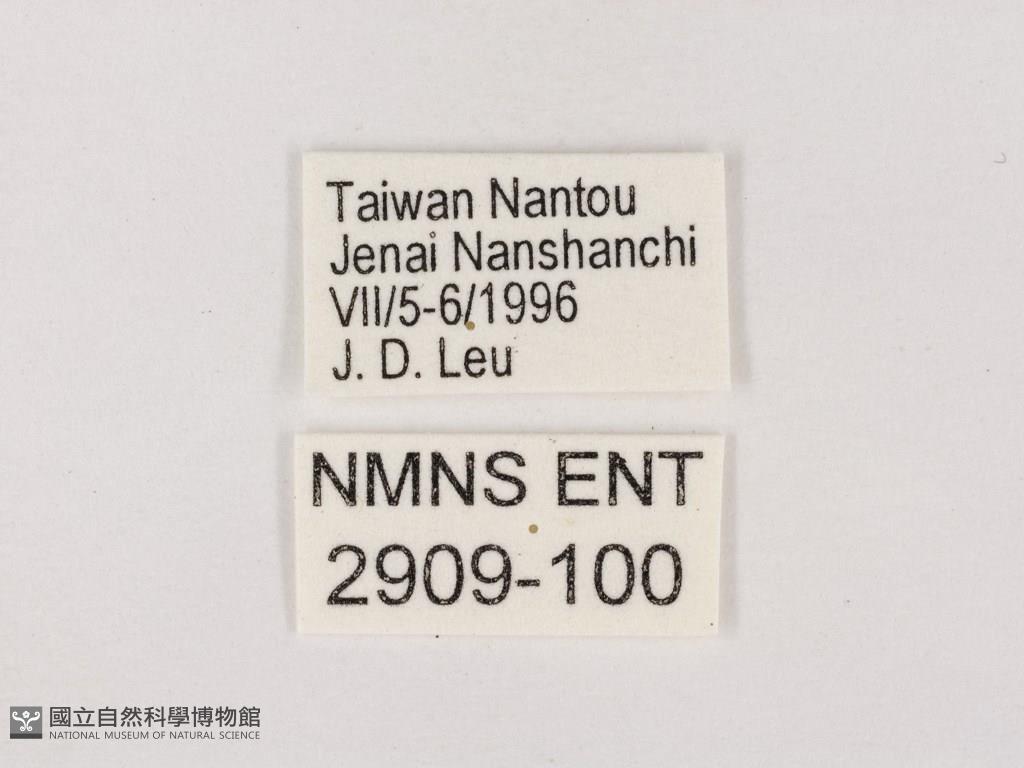 Taiwan Nantou
Jenai Nanshanchi
VII/5-6/1996
J. D. Leu
NMNS ENT
2909-100
國立自然科學博物館
NATIONAL MUSEUM OF NATURAL SCIENCE